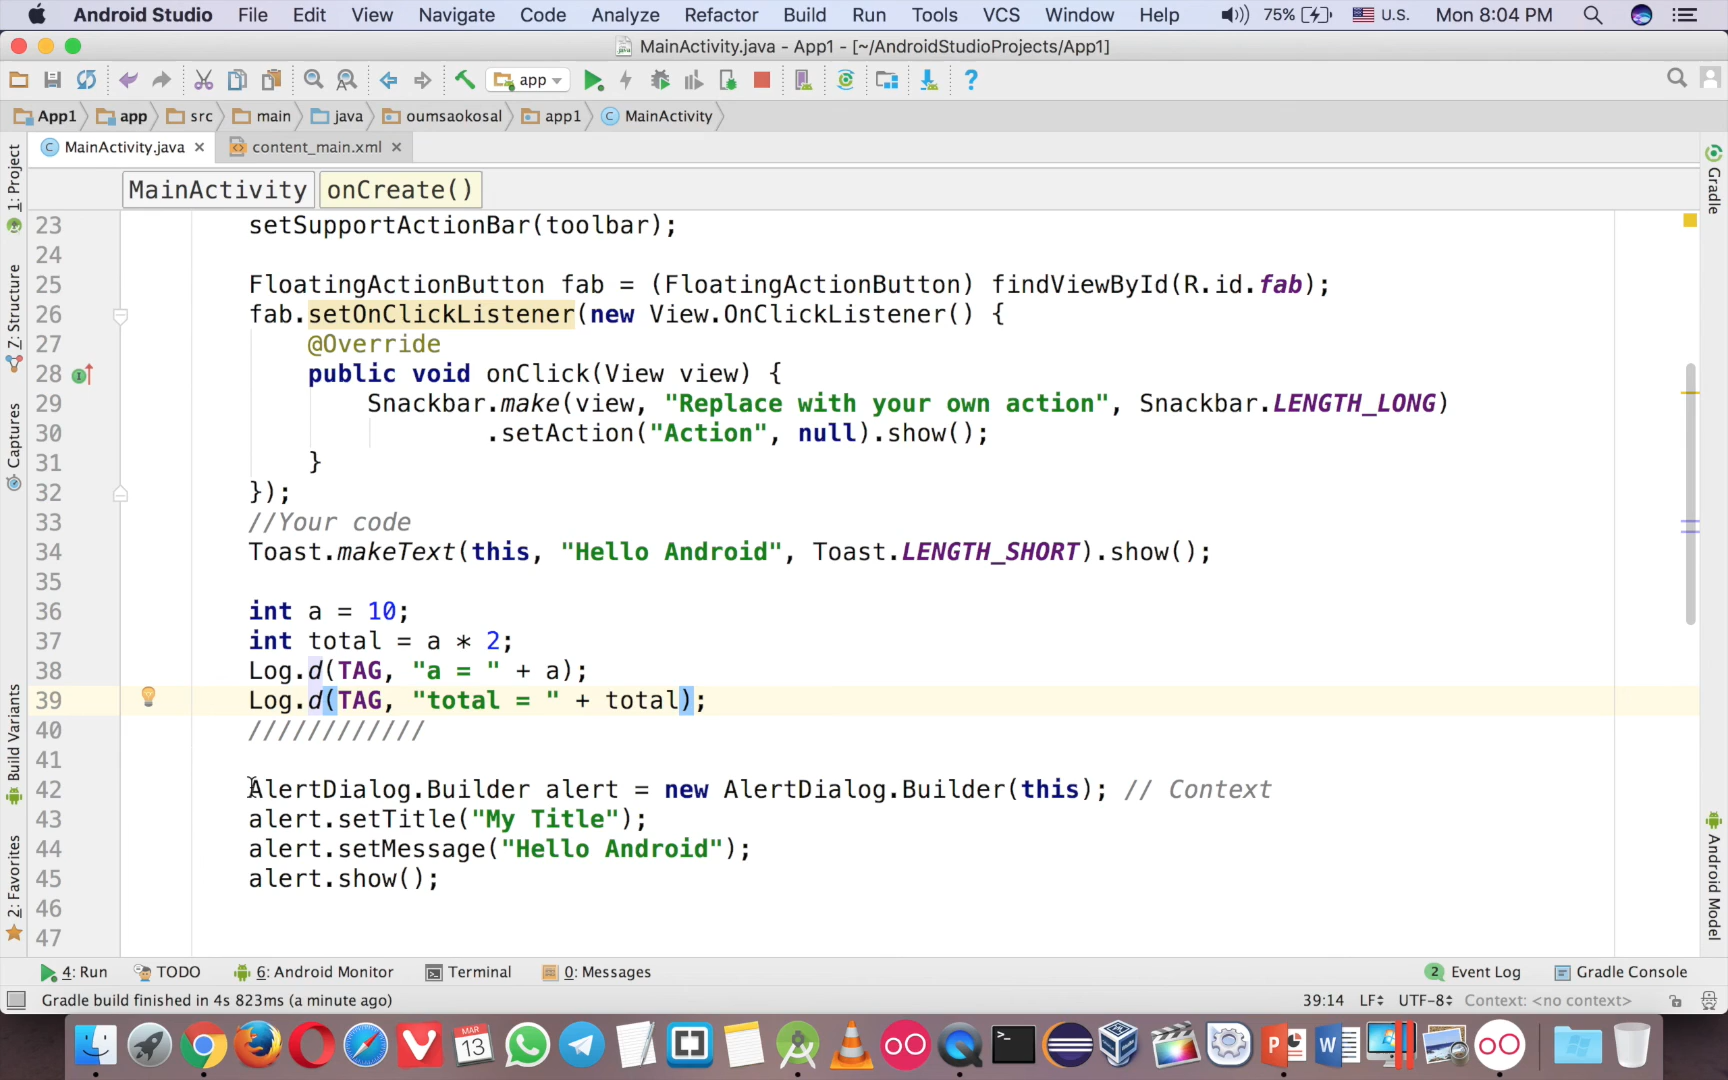 Android Studio File Edit View Navigate Code Analyze Refactor Build Run Tools VCS Window Help 75% U.S. Mon 8:04 PM
MainActivity.java - App1 - [~/AndroidStudioProjects/App1]
app
App1 app src main java oumsaokosal app1 MainActivity
MainActivity.java content_main.xml
MainActivity onCreate()
23 setSupportActionBar(toolbar);
24
25 FloatingActionButton fab = (FloatingActionButton) findViewById(R.id.fab);
26 fab.setOnClickListener(new View.OnClickListener() {
27 @Override
28 public void onClick(View view) {
29 Snackbar.make(view, "Replace with your own action", Snackbar.LENGTH_LONG)
30 .setAction("Action", null).show();
31 }
32 });
33 //Your code
34 Toast.makeText(this, "Hello Android", Toast.LENGTH_SHORT).show();
35
36 int a = 10;
37 int total = a * 2;
38 Log.d(TAG, "a = " + a);
39 Log.d(TAG, "total = " + total);
40 ////////////
41
42 AlertDialog.Builder alert = new AlertDialog.Builder(this); // Context
43 alert.setTitle("My Title");
44 alert.setMessage("Hello Android");
45 alert.show();
46
47
1: Project
Z: Structure
Captures
Build Variants
2: Favorites
Gradle
Android Model
4: Run TODO 6: Android Monitor Terminal 0: Messages 2 Event Log Gradle Console
Gradle build finished in 4s 823ms (a minute ago) 39:14 LF UTF-8 Context: <no context>
MAR
13
P W